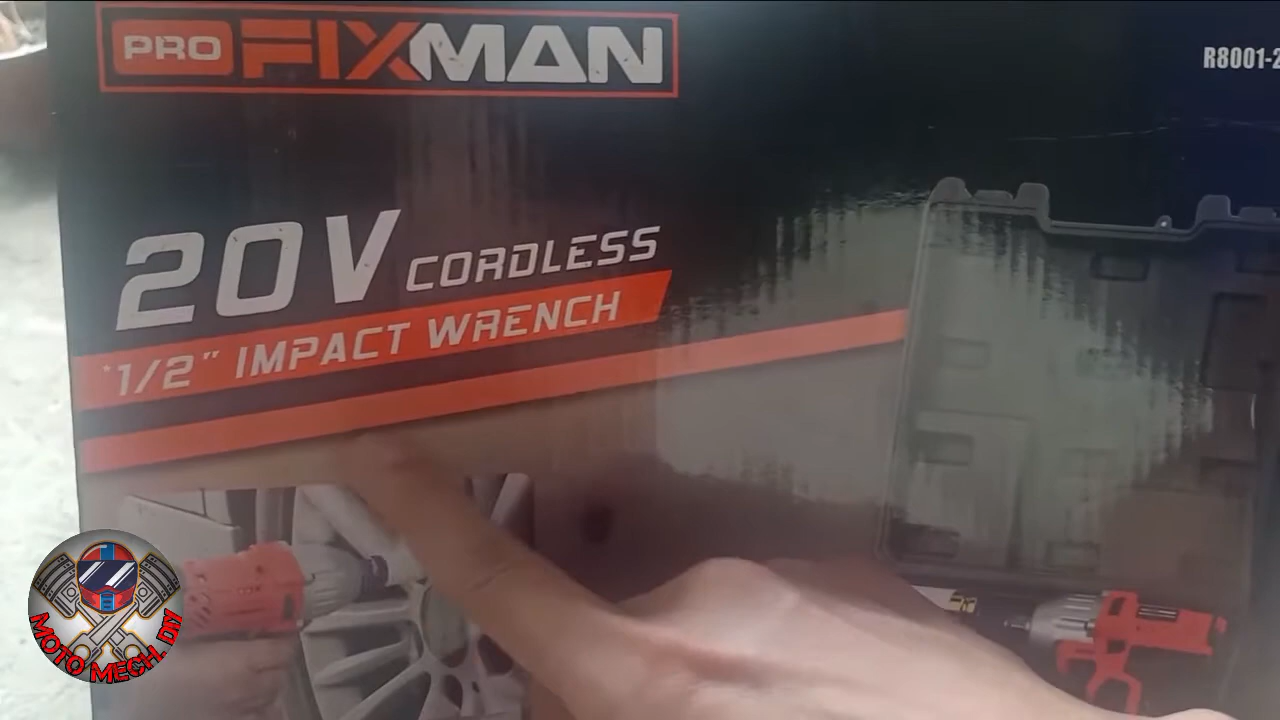 PRO FIXMAN
R8001-2
20V CORDLESS
"1/2" IMPACT WRENCH
MOTO MECH. DIY